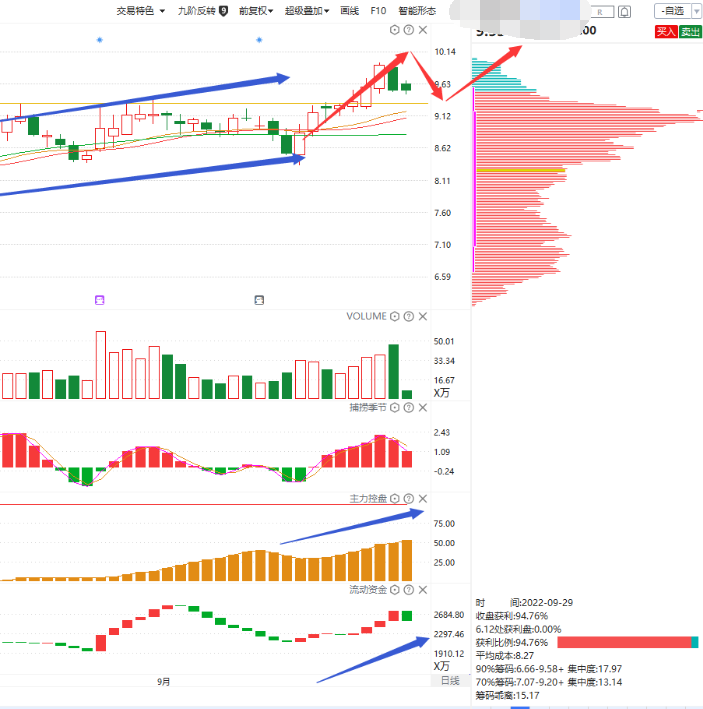 交易特色 九阶反转 9 前复权 超级叠加 画线 F10 智能形态 R -自选
买入 卖出
10.14
9.63
9.12
8.62
8.11
7.60
7.10
6.59
VOLUME
50.01
33.34
16.67
X万
捕捞季节
2.43
1.09
-0.24
主力控盘
75.00
50.00
25.00
流动资金
2684.80
2297.46
1910.12
X万
9月 日线
时 间:2022-09-29
收盘获利:94.76%
6.12处获利盘:0.00%
获利比例:94.76%
平均成本:8.27
90%筹码:6.66-9.58+ 集中度:17.97
70%筹码:7.07-9.20+ 集中度:13.14
筹码乖离:15.17